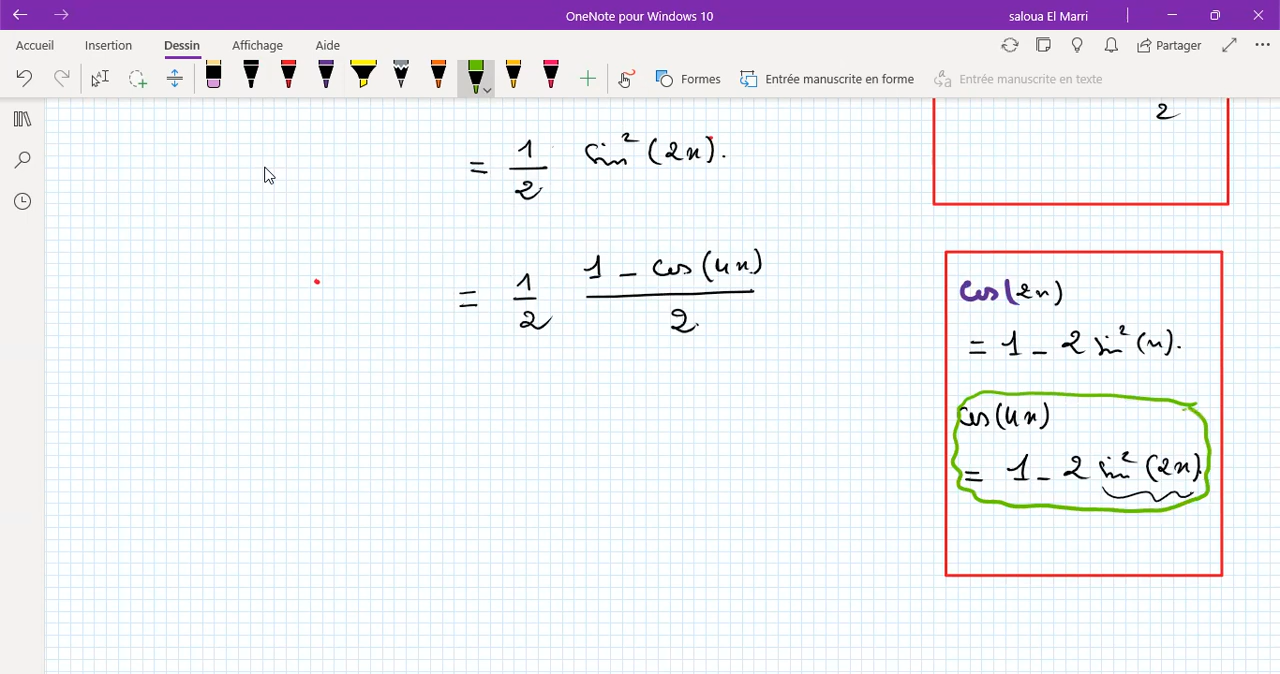 OneNote pour Windows 10
saloua El Marri
Accueil Insertion Dessin Affichage Aide
Partager
Formes Entrée manuscrite en forme Entrée manuscrite en texte
2
= 1/2 sin² (2x).
= 1/2 (1 - cos(4x))/2.
cos(2x)
= 1 - 2 sin² (x).
cos(4x)
= 1 - 2 sin² (2x).